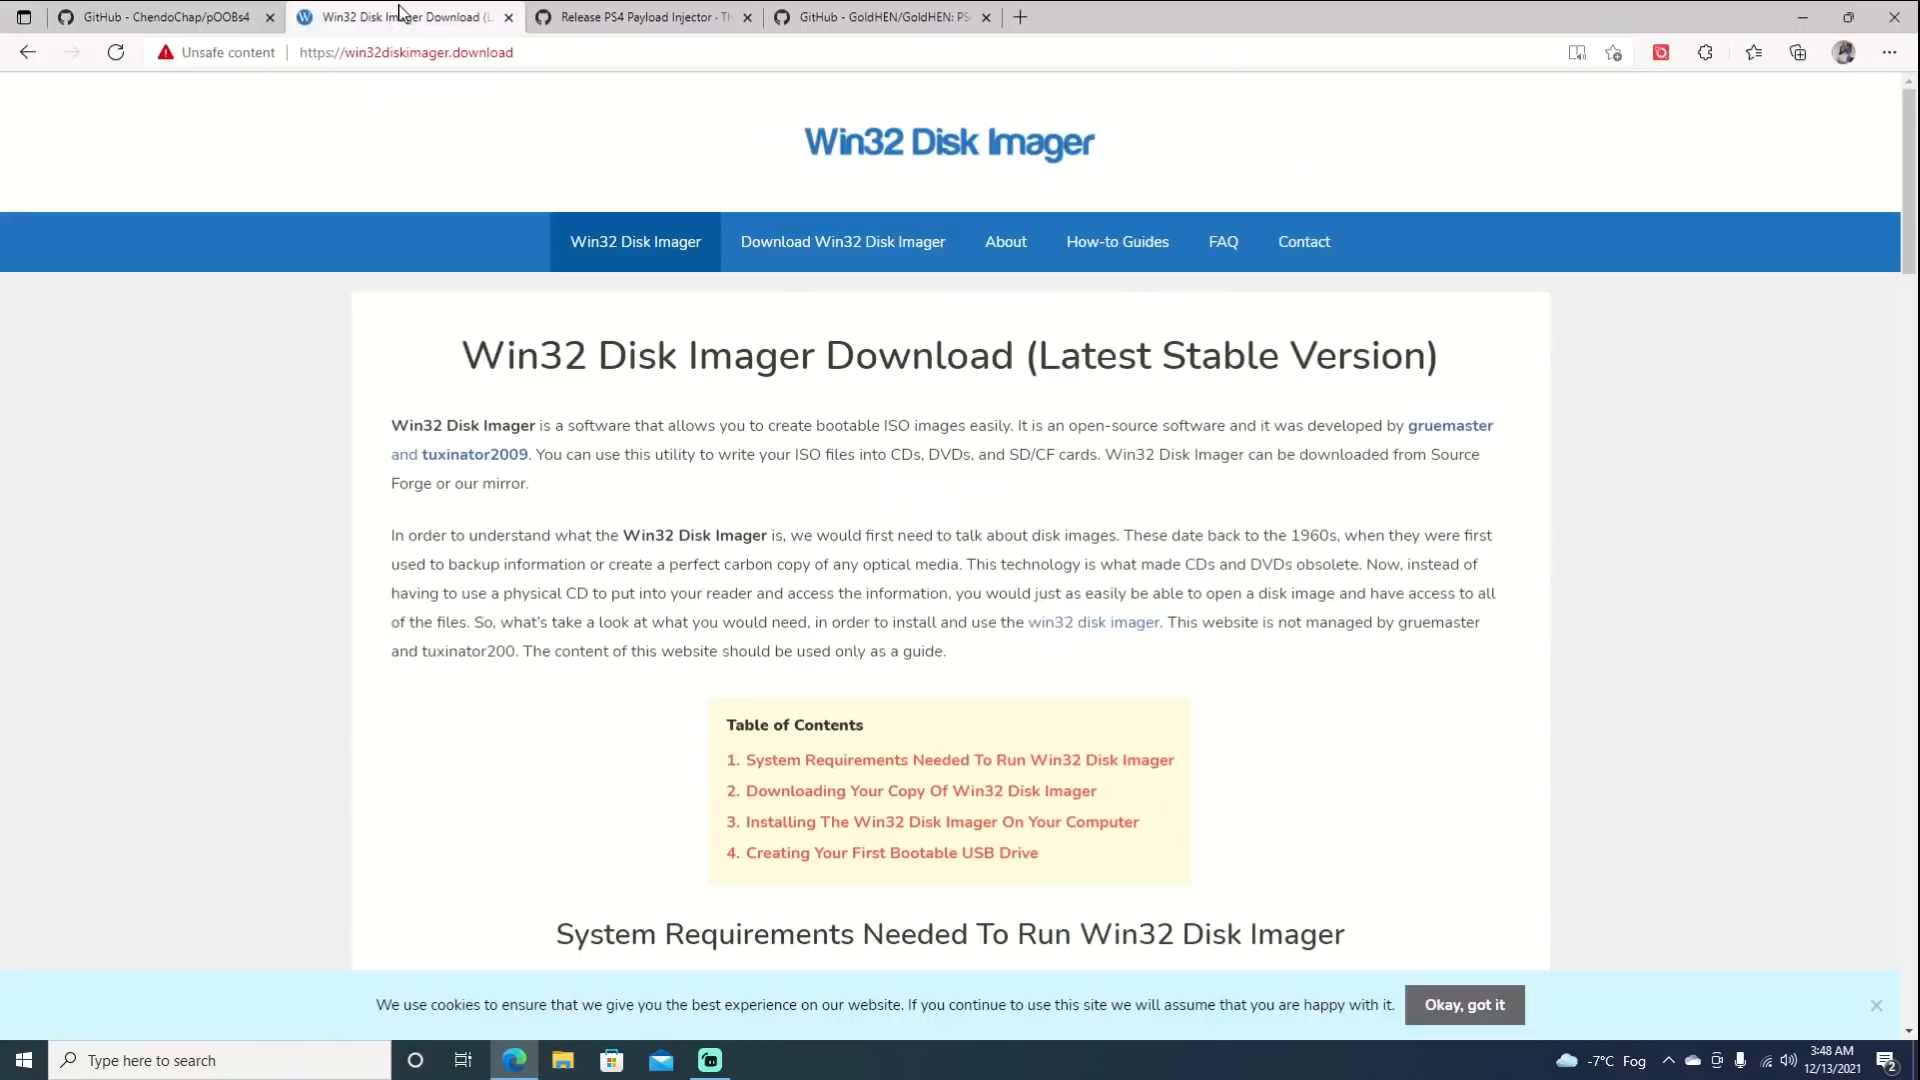 GitHub - ChendoChap/pOOBs4
Win32 Disk Imager Download (L
Release PS4 Payload Injector · Th
GitHub - GoldHEN/GoldHEN: PS
Unsafe content
https://win32diskimager.download
Win32 Disk Imager
Win32 Disk Imager
Download Win32 Disk Imager
About
How-to Guides
FAQ
Contact
Win32 Disk Imager Download (Latest Stable Version)
Win32 Disk Imager is a software that allows you to create bootable ISO images easily. It is an open-source software and it was developed by gruemaster
and tuxinator2009. You can use this utility to write your ISO files into CDs, DVDs, and SD/CF cards. Win32 Disk Imager can be downloaded from Source
Forge or our mirror.
In order to understand what the Win32 Disk Imager is, we would first need to talk about disk images. These date back to the 1960s, when they were first
used to backup information or create a perfect carbon copy of any optical media. This technology is what made CDs and DVDs obsolete. Now, instead of
having to use a physical CD to put into your reader and access the information, you would just as easily be able to open a disk image and have access to all
of the files. So, what's take a look at what you would need, in order to install and use the win32 disk imager. This website is not managed by gruemaster
and tuxinator200. The content of this website should be used only as a guide.
Table of Contents
1. System Requirements Needed To Run Win32 Disk Imager
2. Downloading Your Copy Of Win32 Disk Imager
3. Installing The Win32 Disk Imager On Your Computer
4. Creating Your First Bootable USB Drive
System Requirements Needed To Run Win32 Disk Imager
We use cookies to ensure that we give you the best experience on our website. If you continue to use this site we will assume that you are happy with it.
Okay, got it
Type here to search
-7°C Fog
3:48 AM
12/13/2021
2